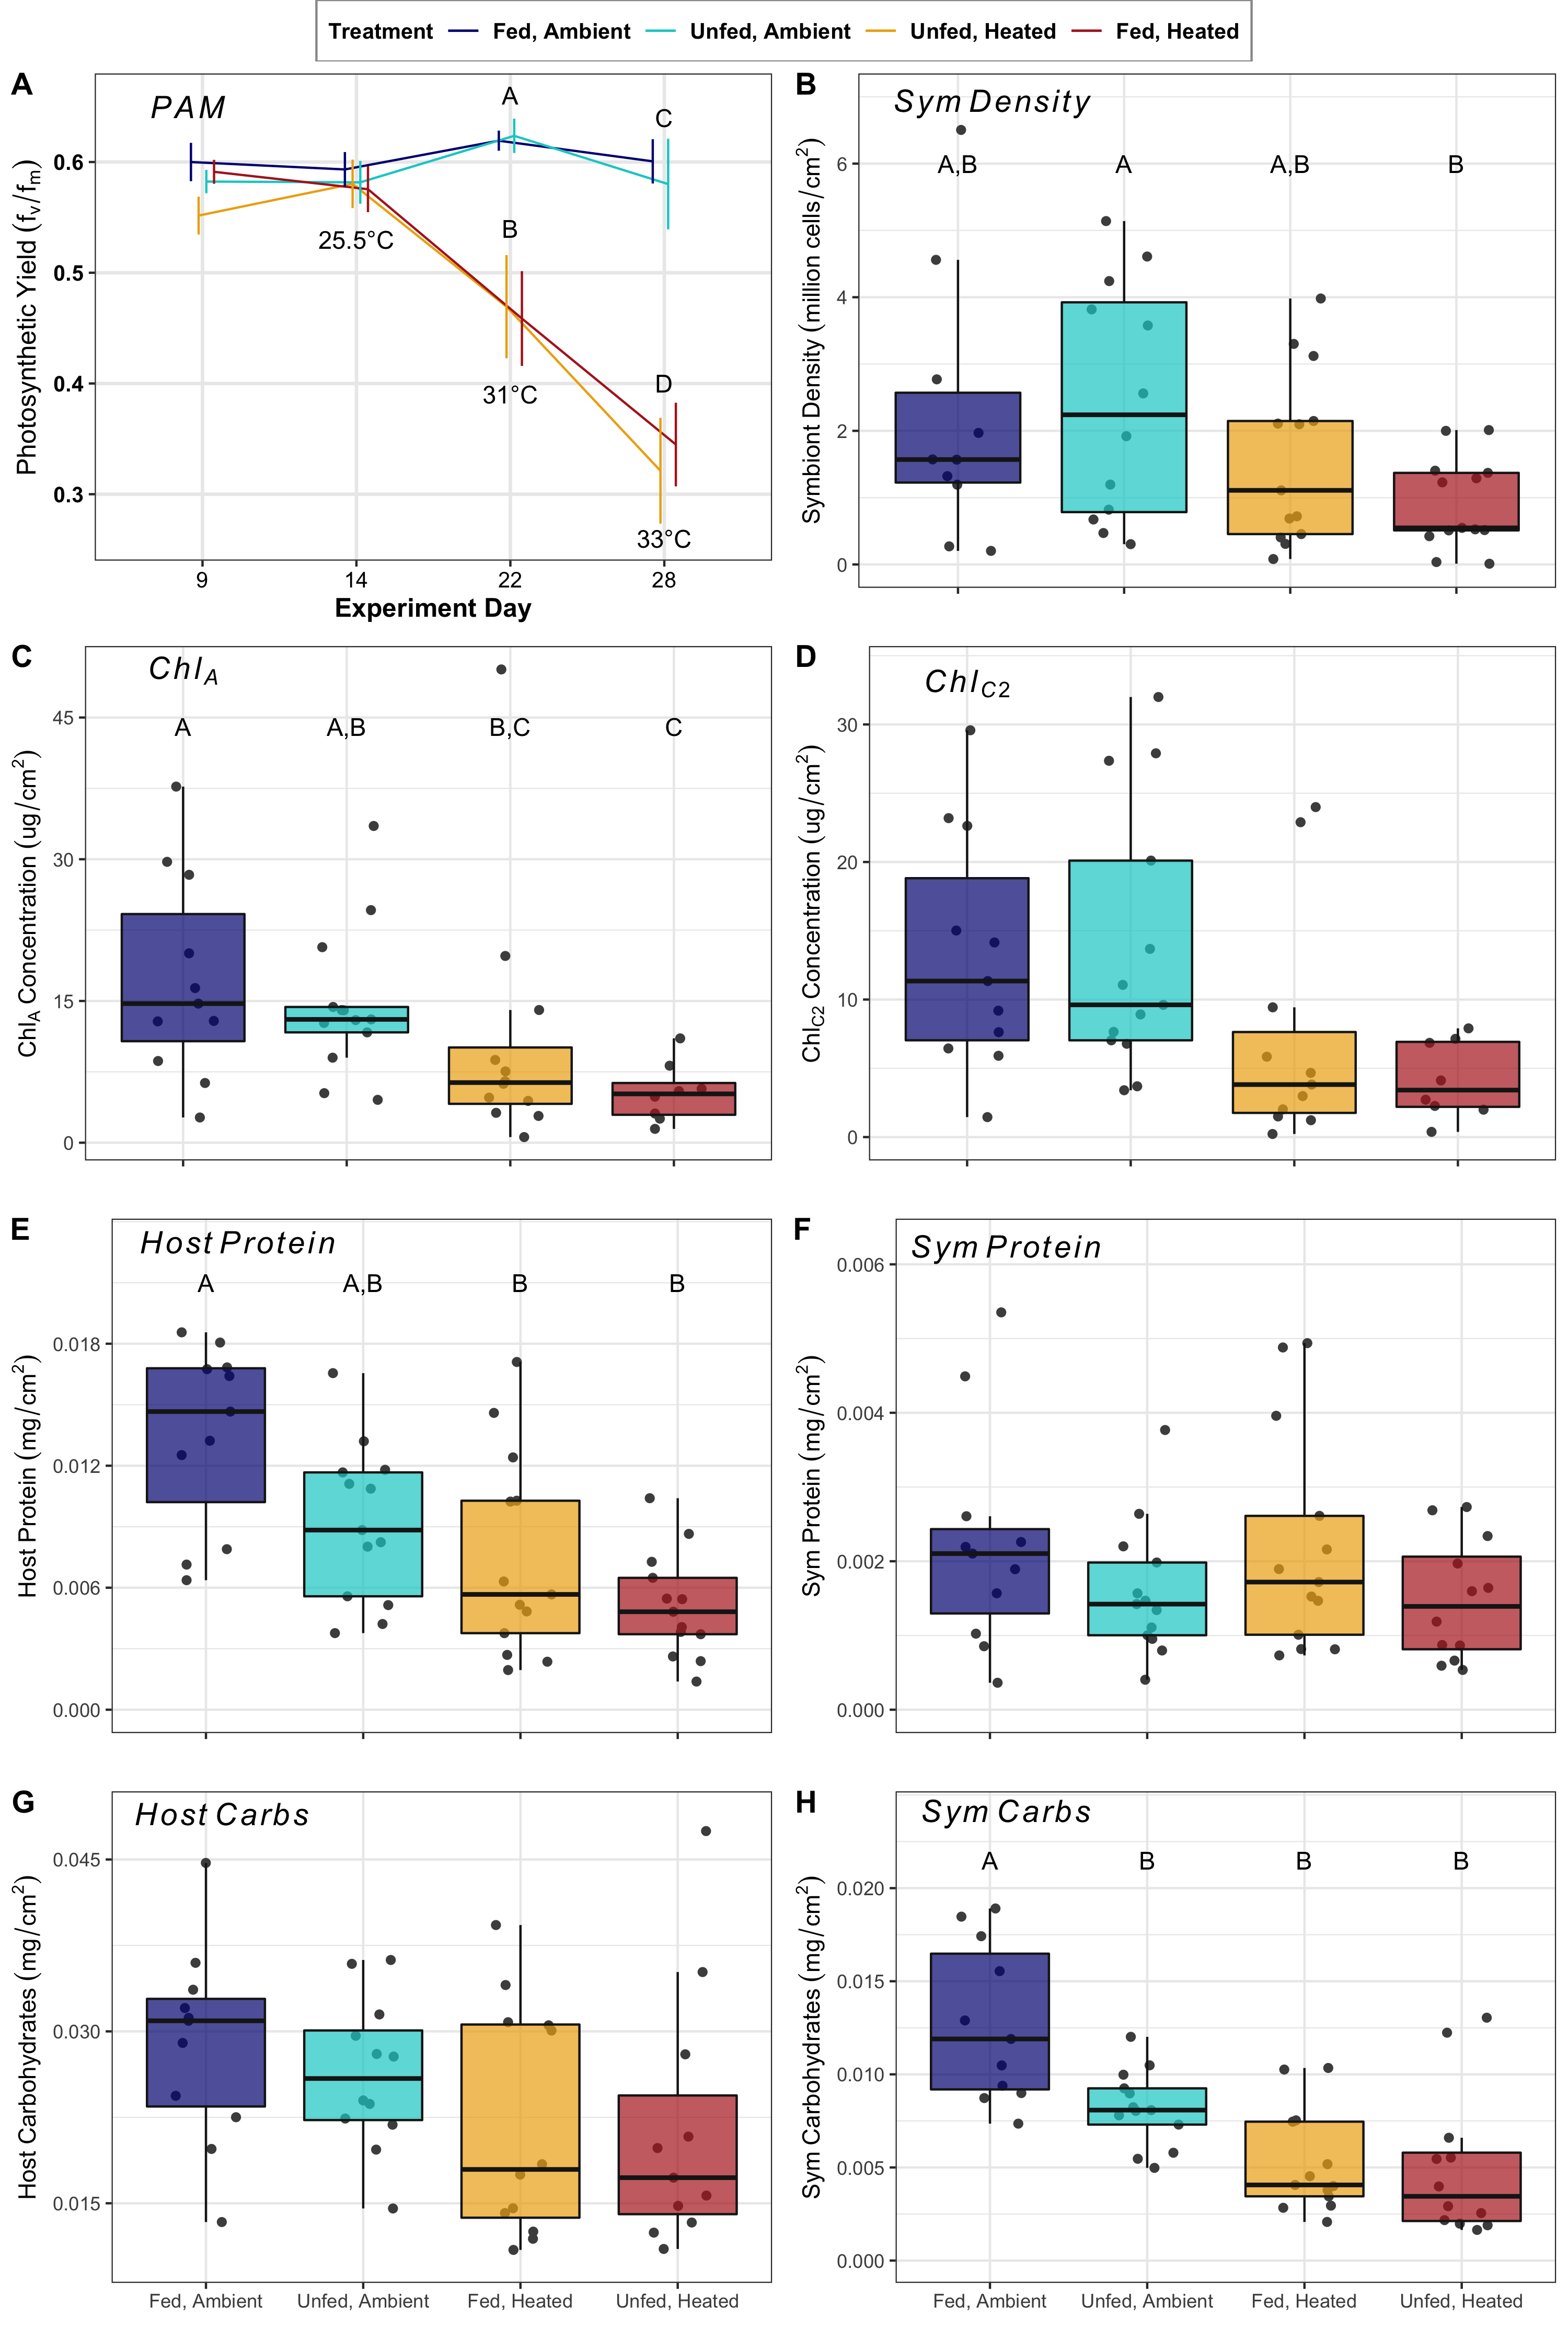 Treatment Fed, Ambient Unfed, Ambient Unfed, Heated Fed, Heated
A
PAM
Photosynthetic Yield (fv/fm)
0.6
0.5
0.4
0.3
A
C
B
D
25.5°C
31°C
33°C
9 14 22 28
Experiment Day
B
Sym Density
Symbiont Density (million cells/cm²)
6
4
2
0
A,B A A,B B
C
Chl A
Chl A Concentration (ug/cm²)
45
30
15
0
A A,B B,C C
D
Chl C2
Chl C2 Concentration (ug/cm²)
30
20
10
0
E
Host Protein
Host Protein (mg/cm²)
0.018
0.012
0.006
0.000
A A,B B B
F
Sym Protein
Sym Protein (mg/cm²)
0.006
0.004
0.002
0.000
G
Host Carbs
Host Carbohydrates (mg/cm²)
0.045
0.030
0.015
Fed, Ambient Unfed, Ambient Fed, Heated Unfed, Heated
H
Sym Carbs
Sym Carbohydrates (mg/cm²)
0.020
0.015
0.010
0.005
0.000
A B B B
Fed, Ambient Unfed, Ambient Fed, Heated Unfed, Heated